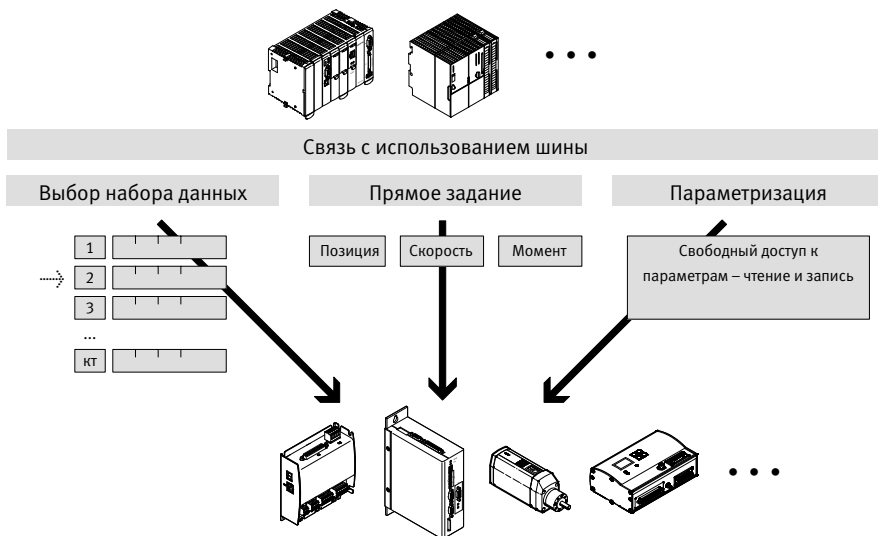 • • •
Связь с использованием шины
Выбор набора данных
Прямое задание
Параметризация
1
2
3
...
кт
Позиция
Скорость
Момент
Свободный доступ к
параметрам – чтение и запись
• • •